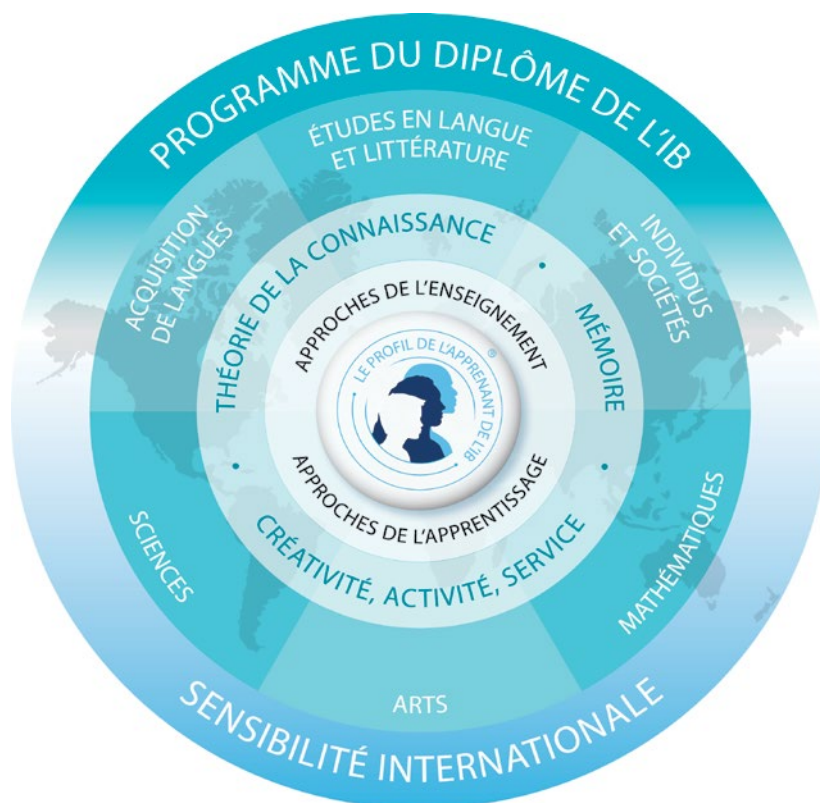 PROGRAMME DU DIPLÔME DE L'IB
ÉTUDES EN LANGUE
ET LITTÉRATURE
ACQUISITION
DE LANGUES
INDIVIDUS
ET SOCIÉTÉS
THÉORIE DE LA CONNAISSANCE
•
MÉMOIRE
•
APPROCHES DE L'ENSEIGNEMENT
LE PROFIL DE L'APPRENANT DE L'IB
®
APPROCHES DE L'APPRENTISSAGE
•
CRÉATIVITÉ, ACTIVITÉ, SERVICE
SCIENCES
MATHÉMATIQUES
ARTS
SENSIBILITÉ INTERNATIONALE